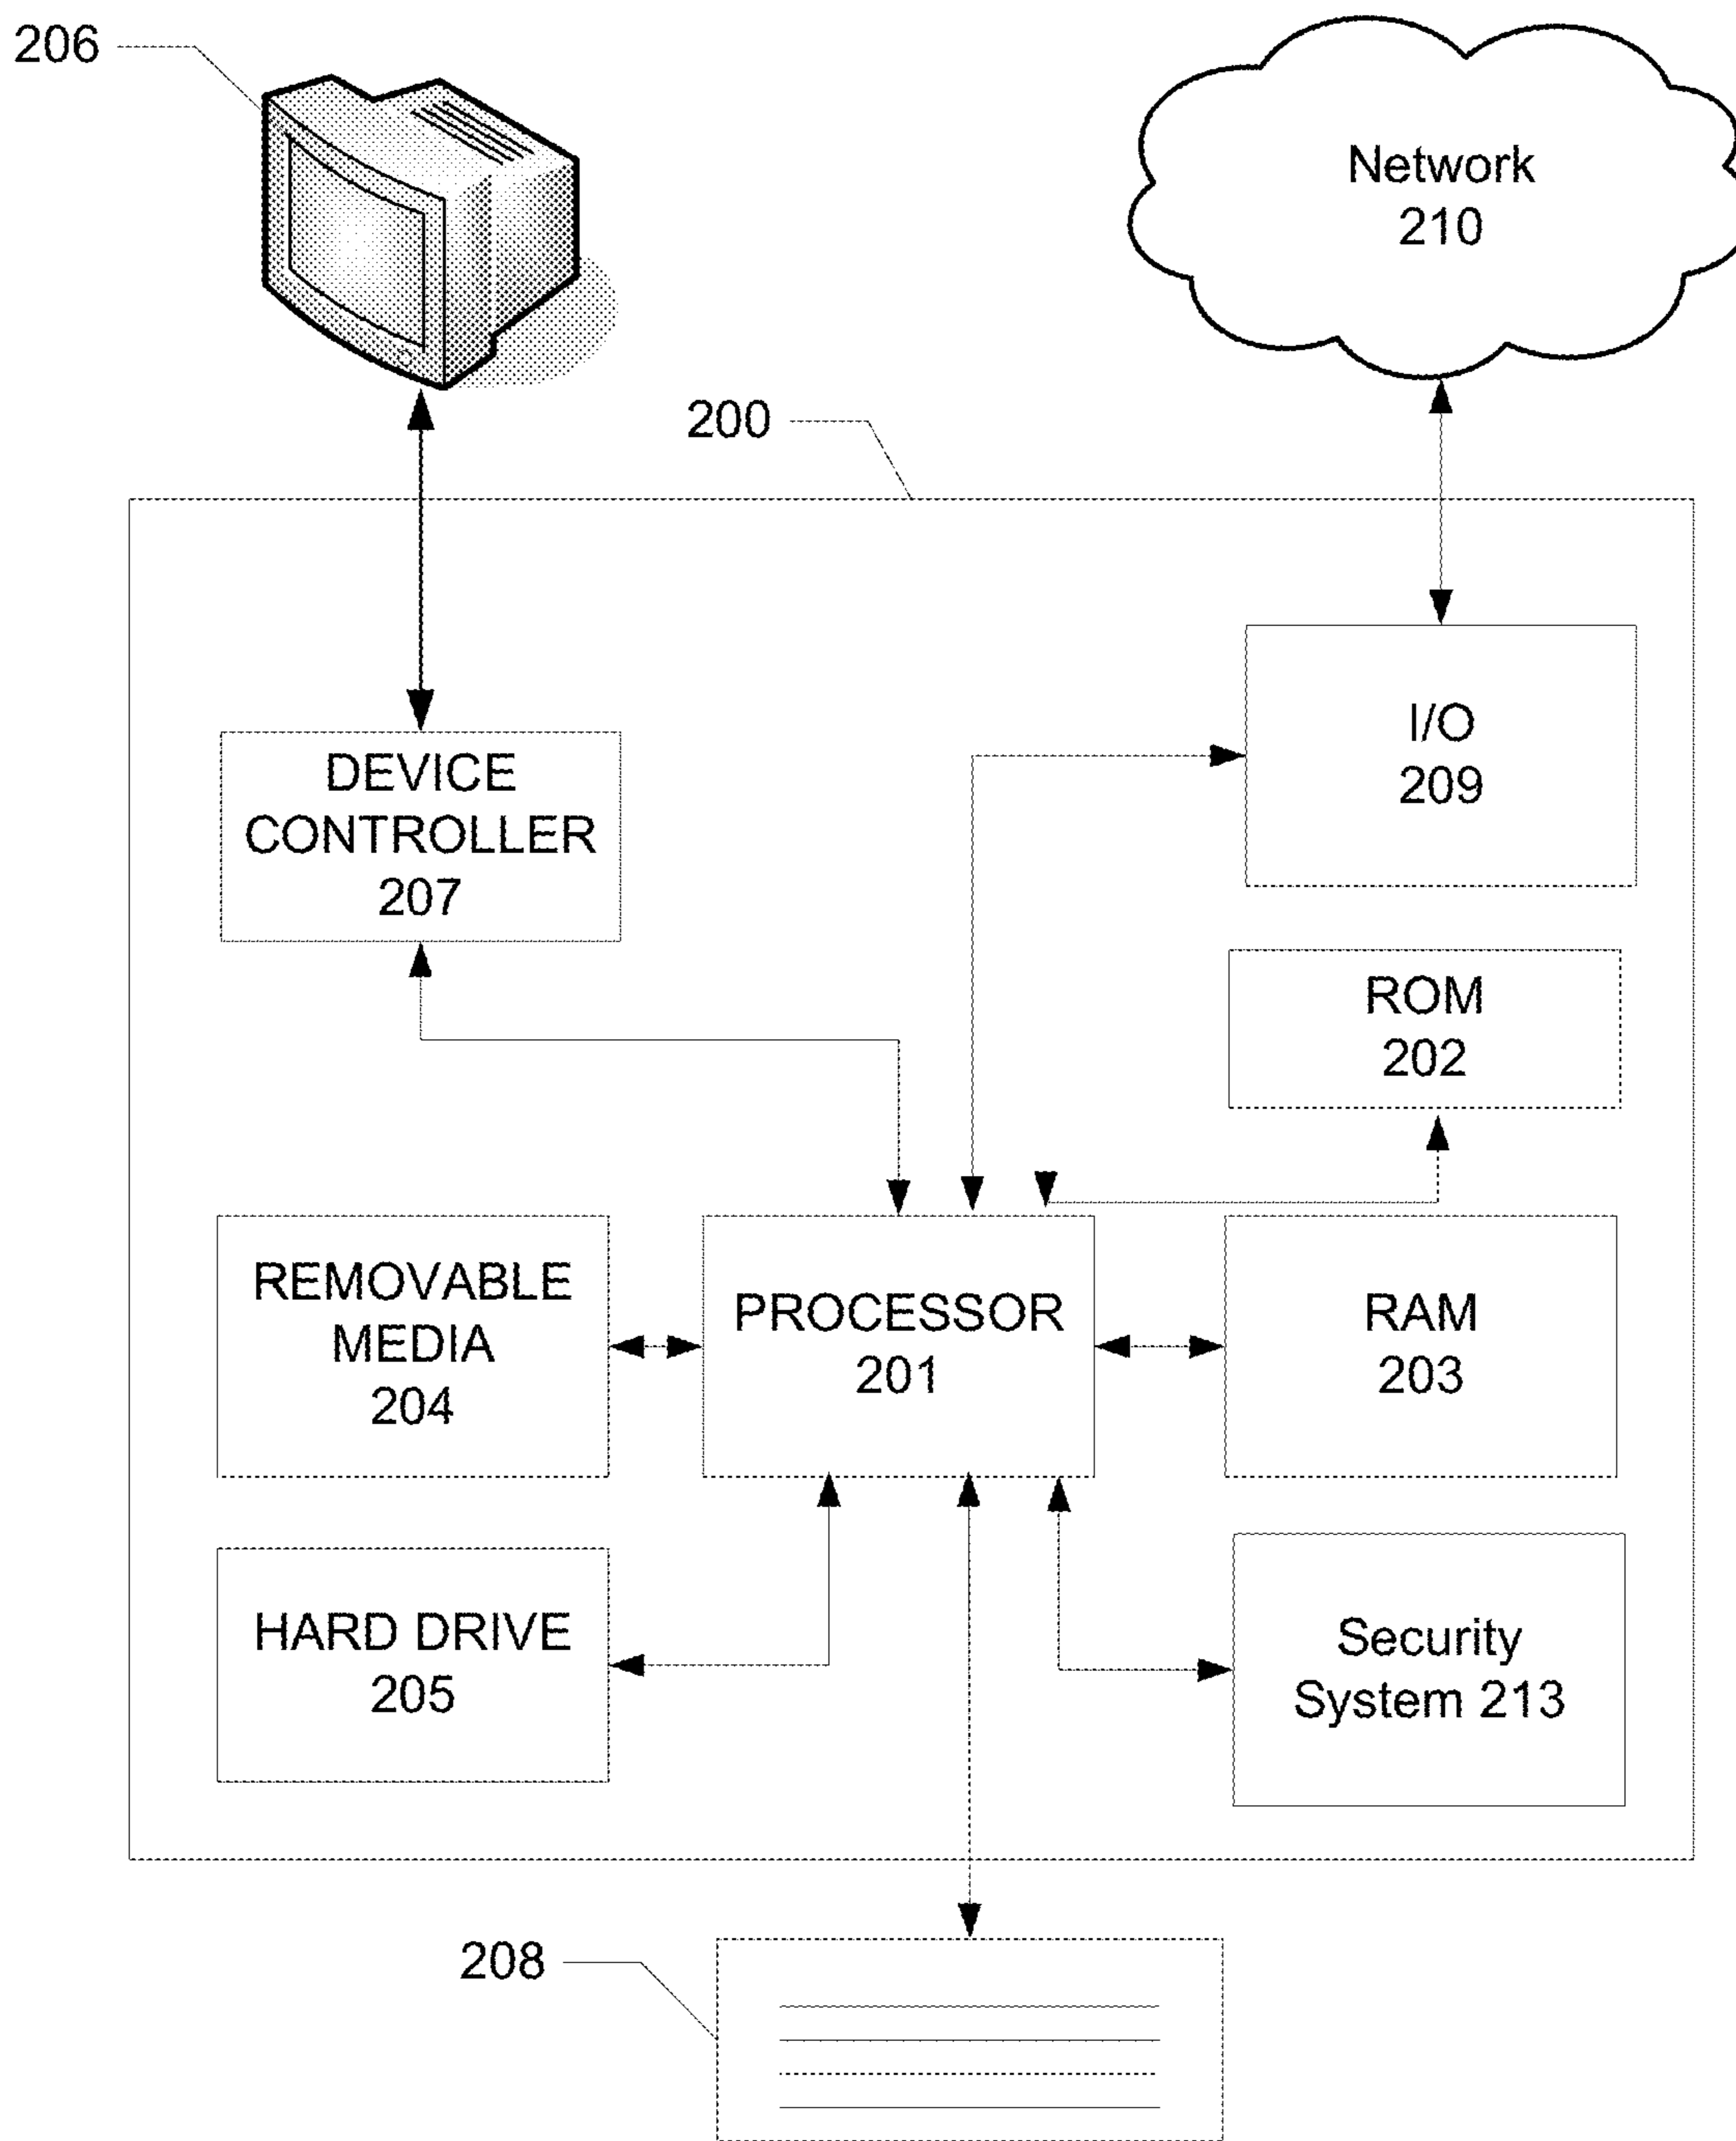 206
Network
210
200
I/O
209
DEVICE
CONTROLLER
207
ROM
202
REMOVABLE
MEDIA
204
PROCESSOR
201
RAM
203
HARD DRIVE
205
Security
System 213
208